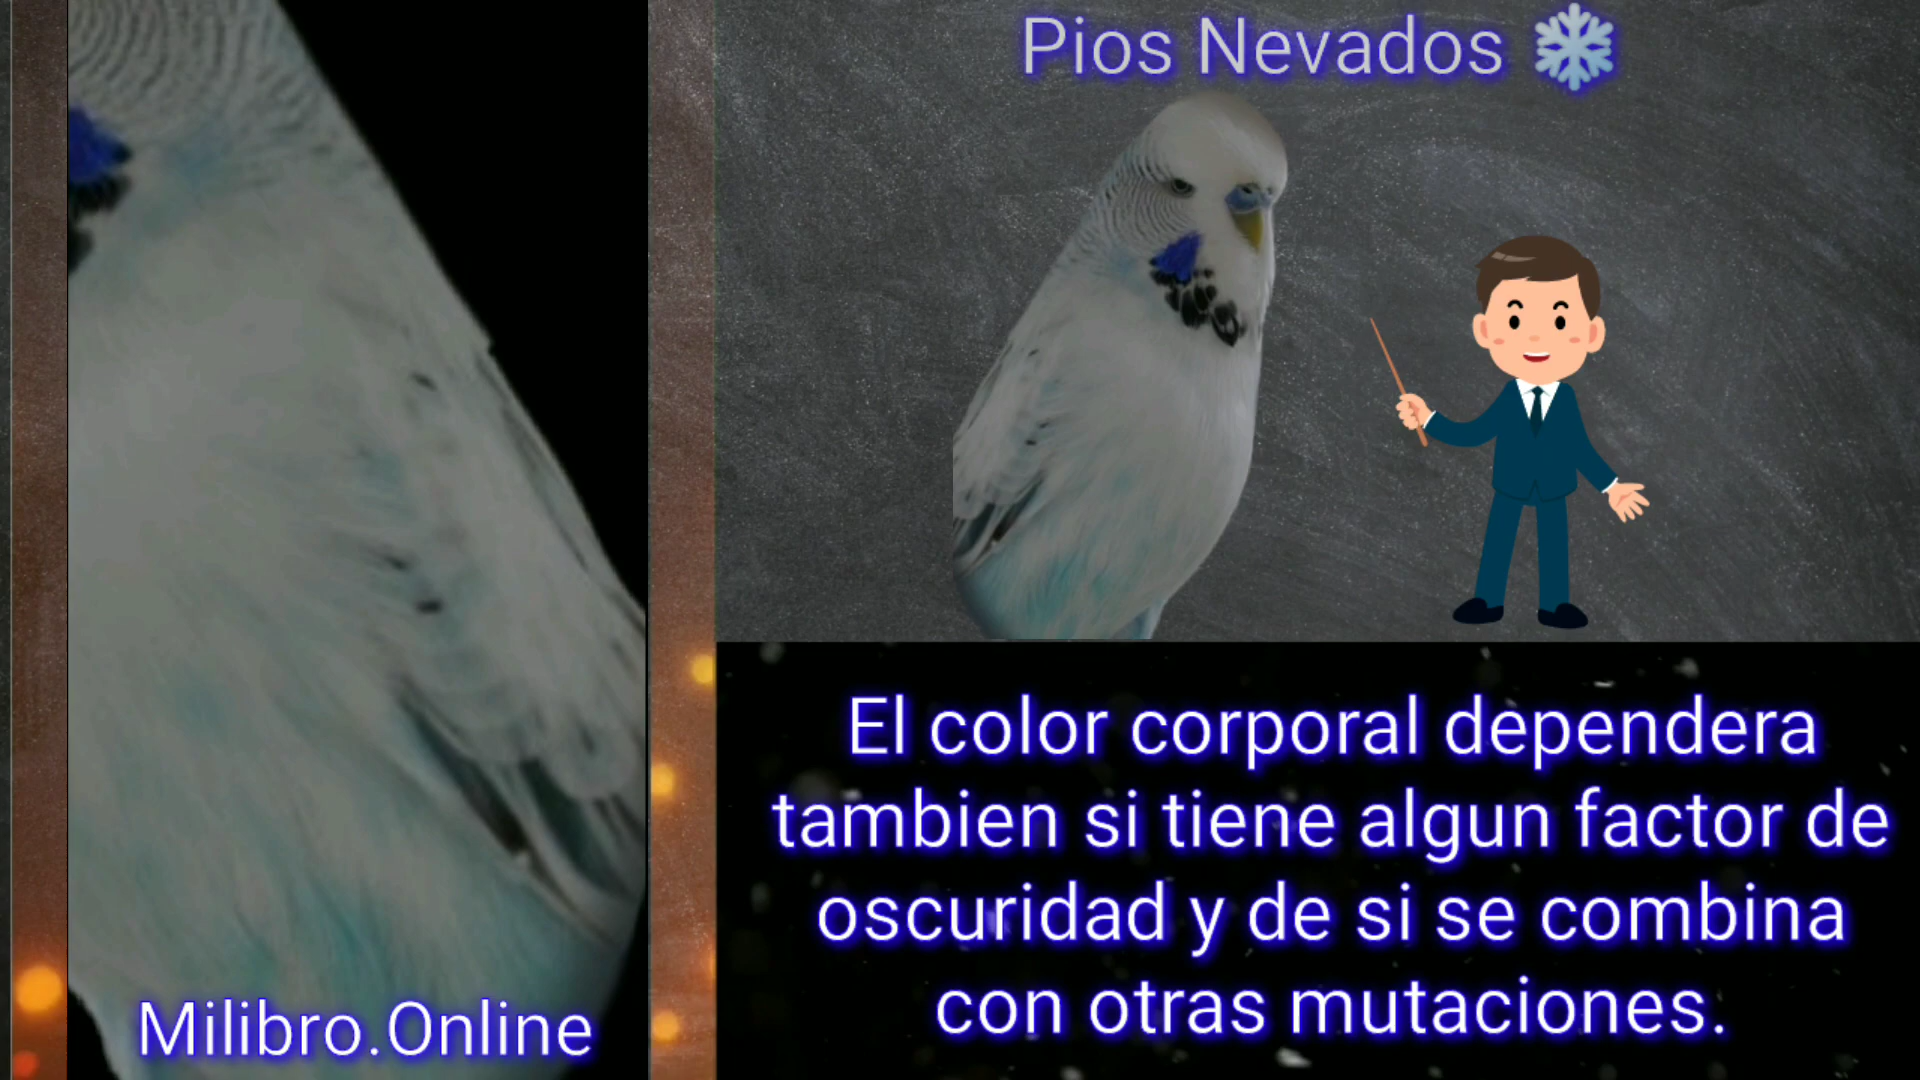 Pios Nevados ❄
El color corporal dependera
tambien si tiene algun factor de
oscuridad y de si se combina
con otras mutaciones.
Milibro.Online